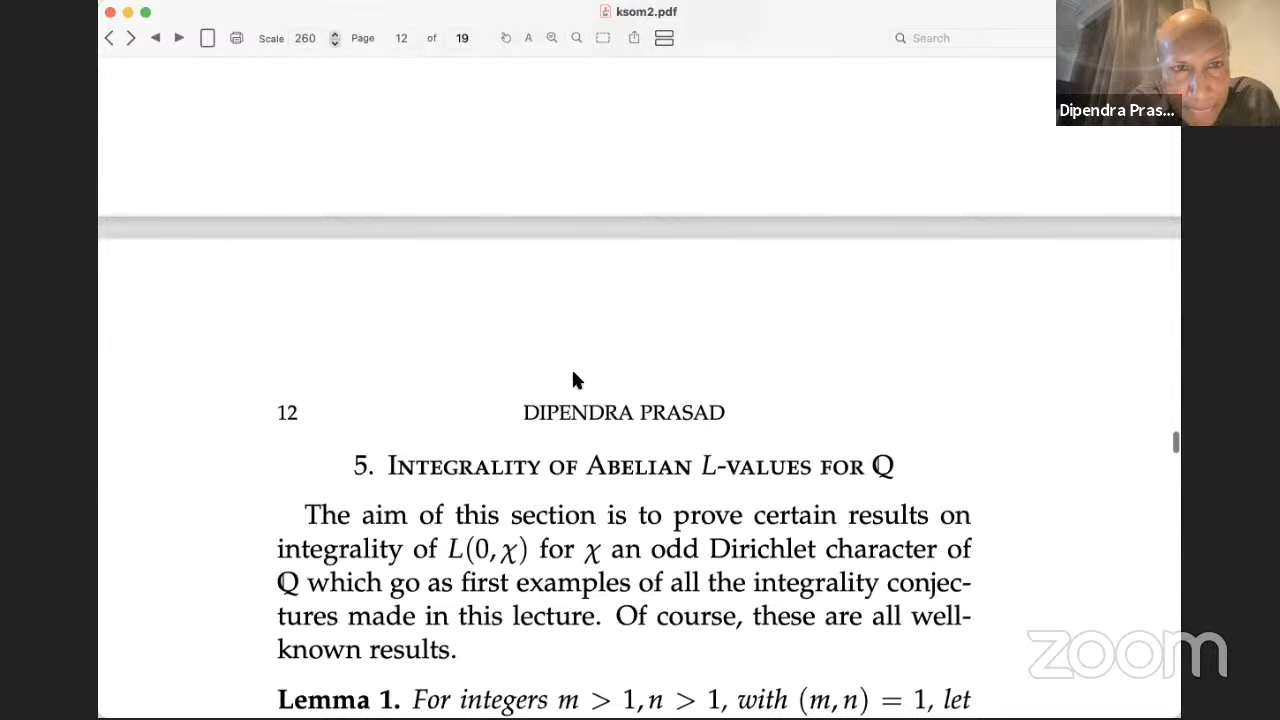 ksom2.pdf
Scale 260 Page 12 of 19 A Search
Dipendra Pras...
12 DIPENDRA PRASAD
5. INTEGRALITY OF ABELIAN L-VALUES FOR Q
The aim of this section is to prove certain results on
integrality of L(0, χ) for χ an odd Dirichlet character of
Q which go as first examples of all the integrality conjec-
tures made in this lecture. Of course, these are all well-
known results.
Lemma 1. For integers m > 1, n > 1, with (m, n) = 1, let
zoom